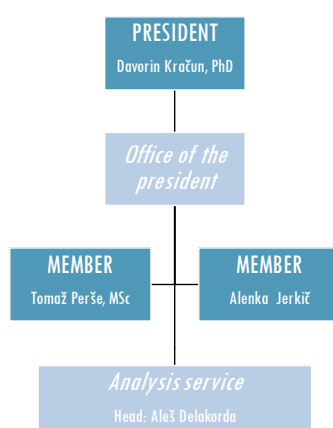 PRESIDENT
Davorin Kračun, PhD
Office of the
president
MEMBER
Tomaž Perše, MSc
MEMBER
Alenka Jerkič
Analysis service
Head: Aleš Delakorda